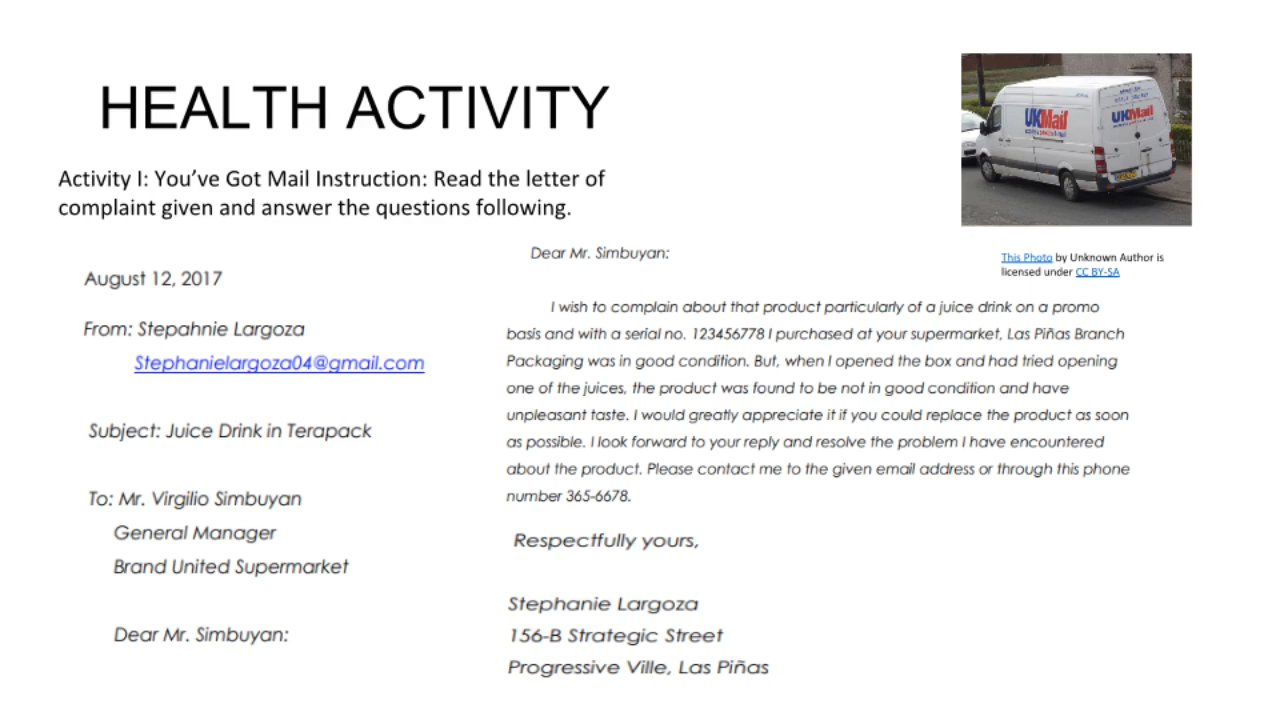 HEALTH ACTIVITY
Activity I: You've Got Mail Instruction: Read the letter of
complaint given and answer the questions following.
August 12, 2017
From: Stepahnie Largoza
Stephanielargoza04@gmail.com
Subject: Juice Drink in Terapack
To: Mr. Virgilio Simbuyan
General Manager
Brand United Supermarket
Dear Mr. Simbuyan:
Dear Mr. Simbuyan:
I wish to complain about that product particularly of a juice drink on a promo
basis and with a serial no. 123456778 I purchased at your supermarket, Las Piñas Branch
Packaging was in good condition. But, when I opened the box and had tried opening
one of the juices, the product was found to be not in good condition and have
unpleasant taste. I would greatly appreciate it if you could replace the product as soon
as possible. I look forward to your reply and resolve the problem I have encountered
about the product. Please contact me to the given email address or through this phone
number 365-6678.
Respectfully yours,
Stephanie Largoza
156-B Strategic Street
Progressive Ville, Las Piñas
UKMail
UKMail
This Photo by Unknown Author is
licensed under CC BY-SA